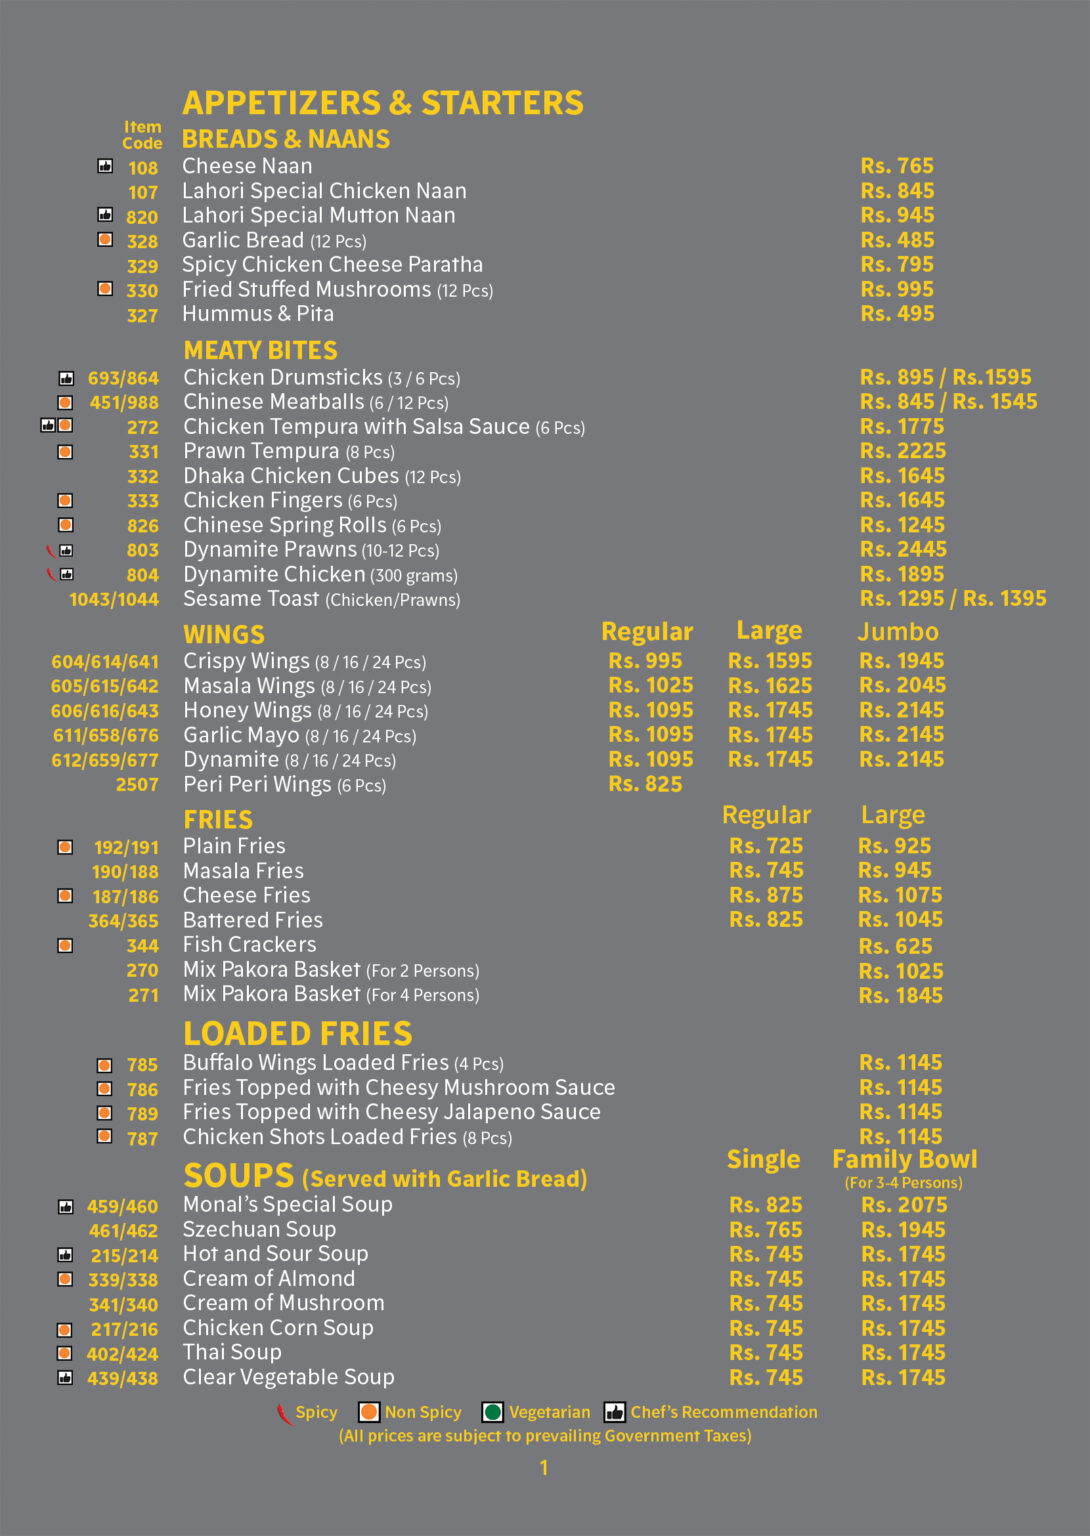 APPETIZERS & STARTERS
Item Code BREADS & NAANS
108 Cheese Naan Rs. 765
107 Lahori Special Chicken Naan Rs. 845
820 Lahori Special Mutton Naan Rs. 945
328 Garlic Bread (12 Pcs) Rs. 485
329 Spicy Chicken Cheese Paratha Rs. 795
330 Fried Stuffed Mushrooms (12 Pcs) Rs. 995
327 Hummus & Pita Rs. 495
MEATY BITES
693/864 Chicken Drumsticks (3 / 6 Pcs) Rs. 895 / Rs.1595
451/988 Chinese Meatballs (6 / 12 Pcs) Rs. 845 / Rs. 1545
272 Chicken Tempura with Salsa Sauce (6 Pcs) Rs. 1775
331 Prawn Tempura (8 Pcs) Rs. 2225
332 Dhaka Chicken Cubes (12 Pcs) Rs. 1645
333 Chicken Fingers (6 Pcs) Rs. 1645
826 Chinese Spring Rolls (6 Pcs) Rs. 1245
803 Dynamite Prawns (10-12 Pcs) Rs. 2445
804 Dynamite Chicken (300 grams) Rs. 1895
1043/1044 Sesame Toast (Chicken/Prawns) Rs. 1295 / Rs. 1395
WINGS Regular Large Jumbo
604/614/641 Crispy Wings (8 / 16 / 24 Pcs) Rs. 995 Rs. 1595 Rs. 1945
605/615/642 Masala Wings (8 / 16 / 24 Pcs) Rs. 1025 Rs. 1625 Rs. 2045
606/616/643 Honey Wings (8 / 16 / 24 Pcs) Rs. 1095 Rs. 1745 Rs. 2145
611/658/676 Garlic Mayo (8 / 16 / 24 Pcs) Rs. 1095 Rs. 1745 Rs. 2145
612/659/677 Dynamite (8 / 16 / 24 Pcs) Rs. 1095 Rs. 1745 Rs. 2145
2507 Peri Peri Wings (6 Pcs) Rs. 825
FRIES Regular Large
192/191 Plain Fries Rs. 725 Rs. 925
190/188 Masala Fries Rs. 745 Rs. 945
187/186 Cheese Fries Rs. 875 Rs. 1075
364/365 Battered Fries Rs. 825 Rs. 1045
344 Fish Crackers Rs. 625
270 Mix Pakora Basket (For 2 Persons) Rs. 1025
271 Mix Pakora Basket (For 4 Persons) Rs. 1845
LOADED FRIES
785 Buffalo Wings Loaded Fries (4 Pcs) Rs. 1145
786 Fries Topped with Cheesy Mushroom Sauce Rs. 1145
789 Fries Topped with Cheesy Jalapeno Sauce Rs. 1145
787 Chicken Shots Loaded Fries (8 Pcs) Rs. 1145
SOUPS (Served with Garlic Bread) Single Family Bowl
(For 3-4 Persons)
459/460 Monal's Special Soup Rs. 825 Rs. 2075
461/462 Szechuan Soup Rs. 765 Rs. 1945
215/214 Hot and Sour Soup Rs. 745 Rs. 1745
339/338 Cream of Almond Rs. 745 Rs. 1745
341/340 Cream of Mushroom Rs. 745 Rs. 1745
217/216 Chicken Corn Soup Rs. 745 Rs. 1745
402/424 Thai Soup Rs. 745 Rs. 1745
439/438 Clear Vegetable Soup Rs. 745 Rs. 1745
Spicy Non Spicy Vegetarian Chef's Recommendation
(All prices are subject to prevailing Government Taxes)
1